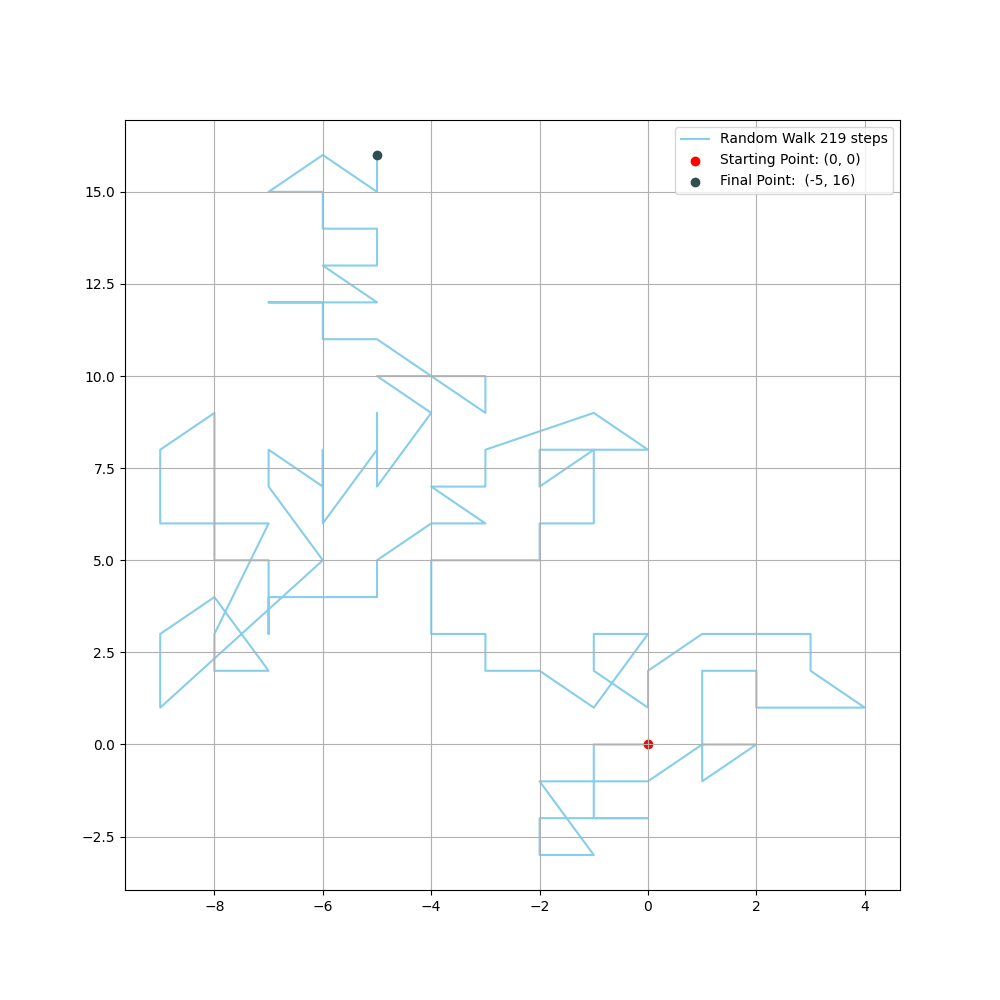 Random Walk 219 steps
Starting Point: (0, 0)
Final Point:  (-5, 16)
15.0
12.5
10.0
7.5
5.0
2.5
0.0
−2.5
−8 −6 −4 −2 0 2 4